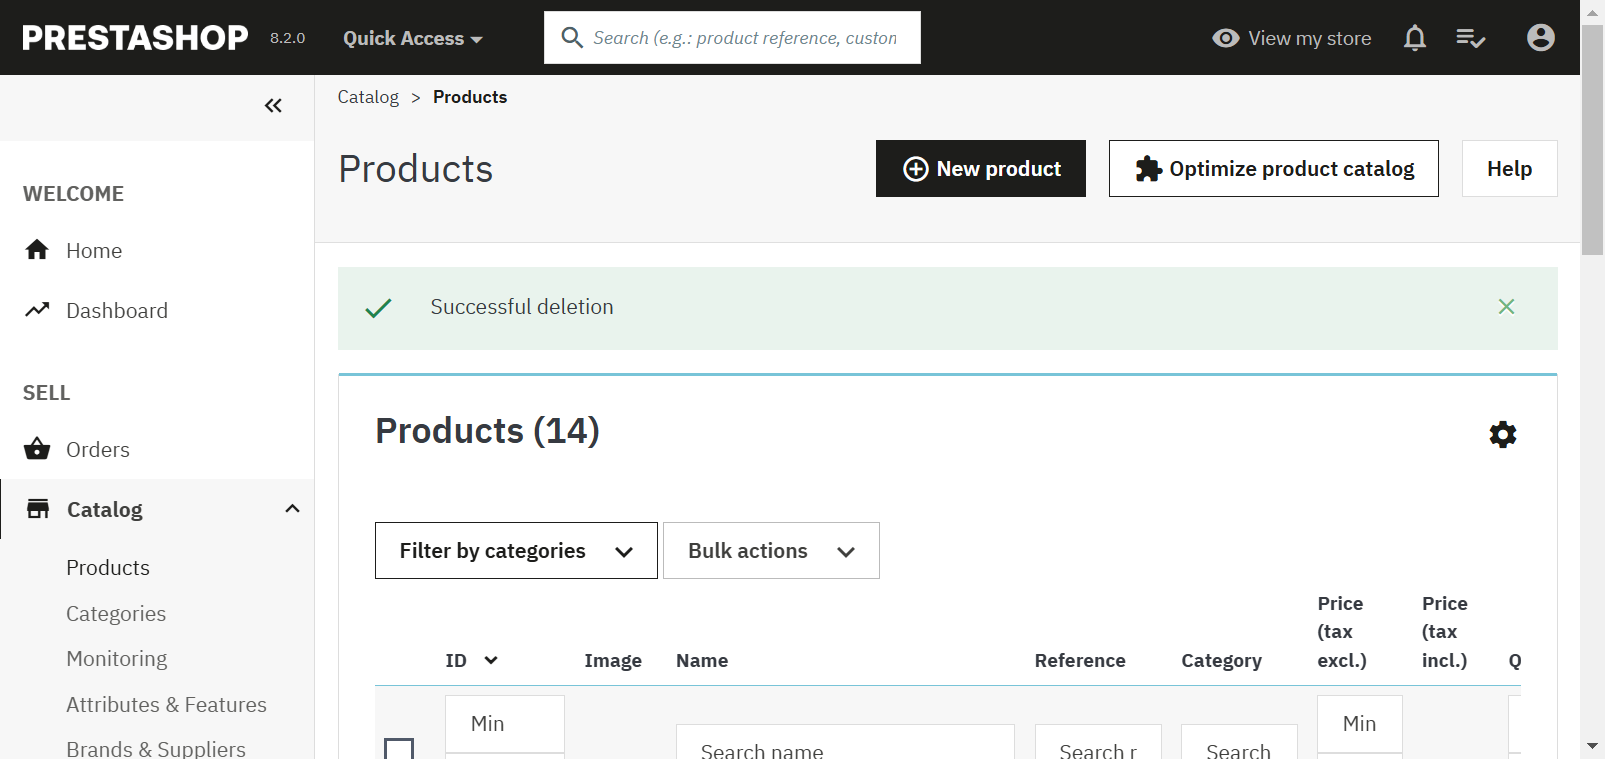 PRESTASHOP 8.2.0 Quick Access Search (e.g.: product reference, custon View my store
Catalog > Products
Products
New product
Optimize product catalog
Help
WELCOME
Home
Dashboard
SELL
Orders
Catalog
Products
Categories
Monitoring
Attributes & Features
Brands & Suppliers
Successful deletion
Products (14)
Filter by categories
Bulk actions
ID Image Name Reference Category Price (tax excl.) Price (tax incl.) Q
Min Search name Search r Search Min